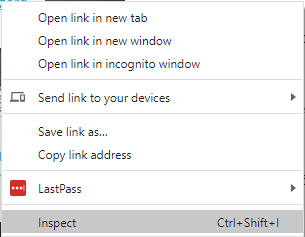 Open link in new tab
Open link in new window
Open link in incognito window
Send link to your devices
Save link as...
Copy link address
LastPass
Inspect Ctrl+Shift+I